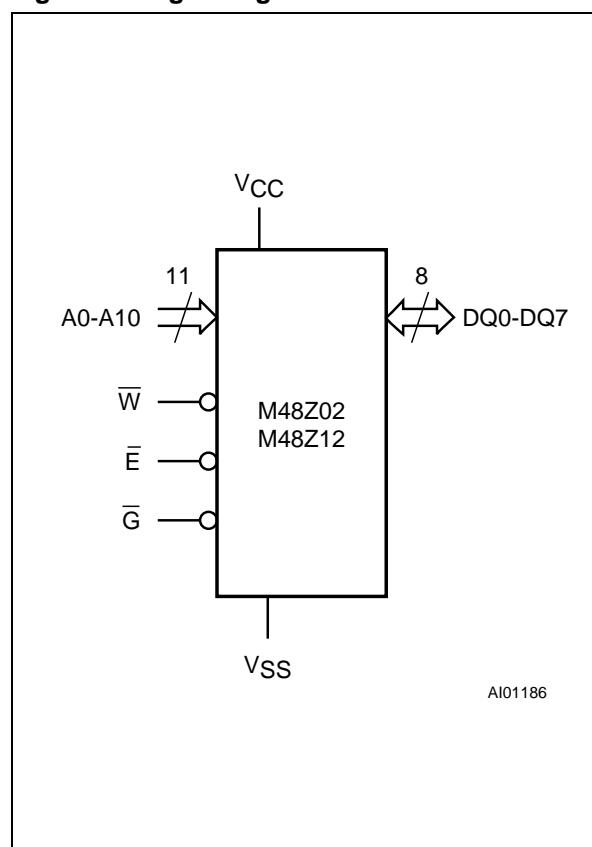 VCC
11
8
A0-A10
DQ0-DQ7
W̅
M48Z02
M48Z12
E̅
G̅
VSS
AI01186